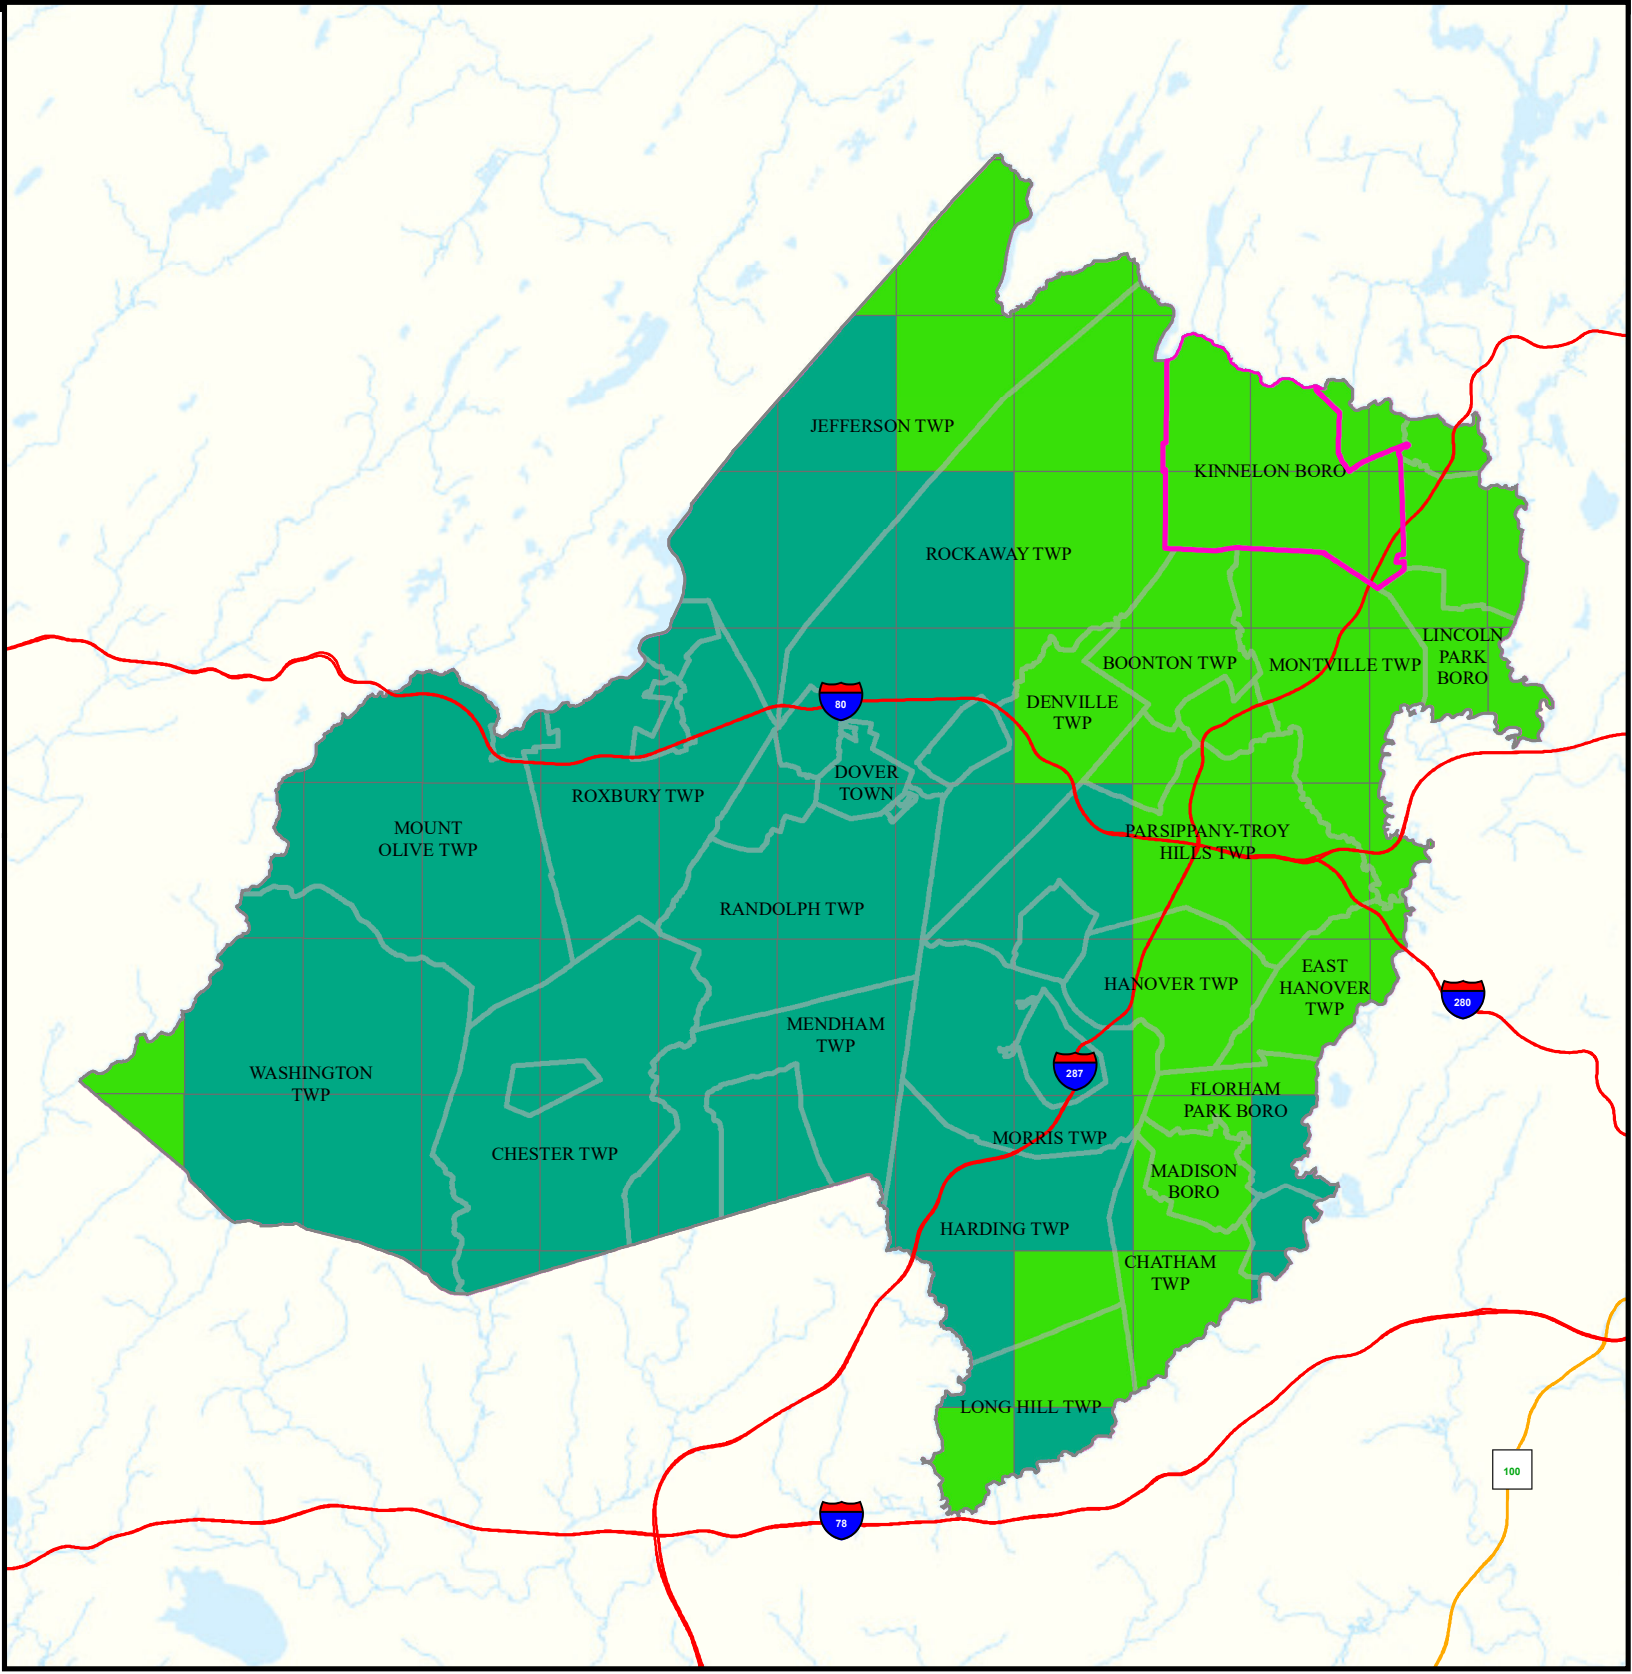 JEFFERSON TWP
KINNELON BORO
ROCKAWAY TWP
LINCOLN
PARK
BORO
BOONTON TWP
MONTVILLE TWP
DENVILLE
TWP
80
DOVER
TOWN
ROXBURY TWP
MOUNT
OLIVE TWP
PARSIPPANY-TROY
HILLS TWP
RANDOLPH TWP
EAST
HANOVER
TWP
HANOVER TWP
280
MENDHAM
TWP
WASHINGTON
TWP
287
FLORHAM
PARK BORO
MORRIS TWP
CHESTER TWP
MADISON
BORO
HARDING TWP
CHATHAM
TWP
LONG HILL TWP
100
78